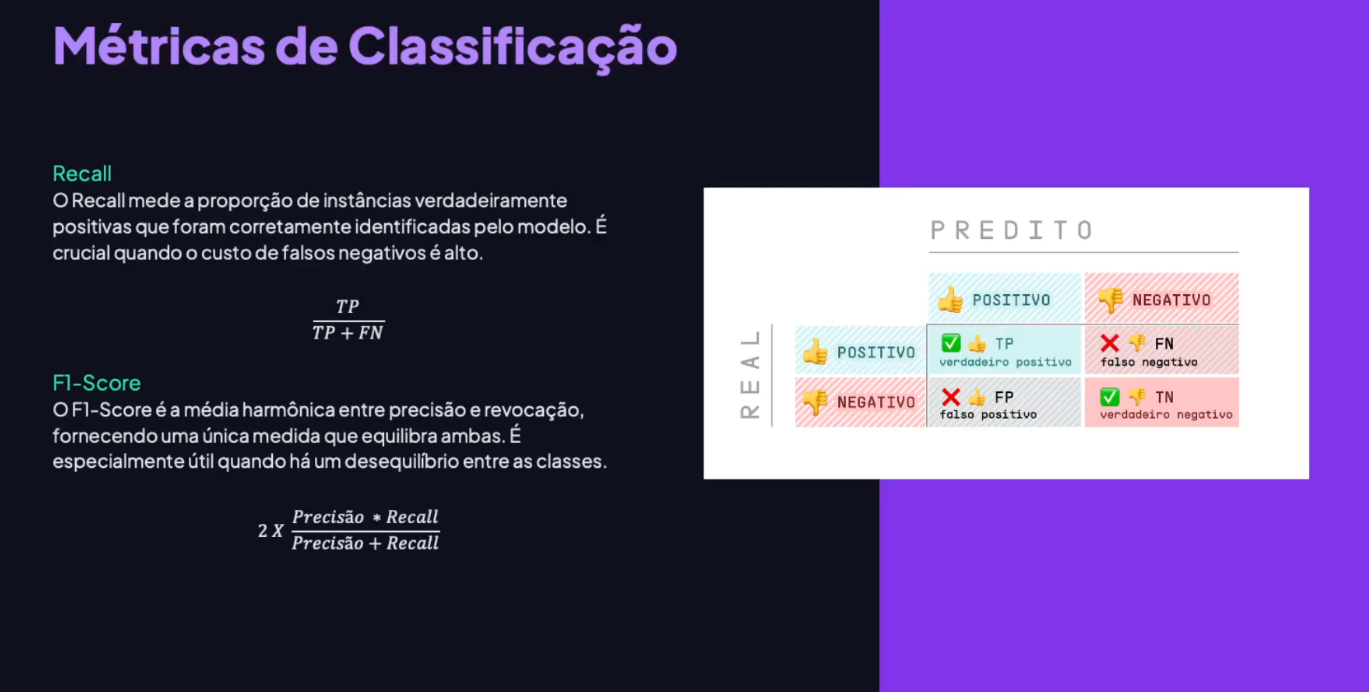 Métricas de Classificação
Recall
O Recall mede a proporção de instâncias verdadeiramente
positivas que foram corretamente identificadas pelo modelo. É
crucial quando o custo de falsos negativos é alto.
TP
TP + FN
F1-Score
O F1-Score é a média harmônica entre precisão e revocação,
fornecendo uma única medida que equilibra ambas. É
especialmente útil quando há um desequilíbrio entre as classes.
2 X
Precisão * Recall
Precisão + Recall
PREDITO
POSITIVO
NEGATIVO
REAL
POSITIVO
TP
verdadeiro positivo
FN
falso negativo
NEGATIVO
FP
falso positivo
TN
verdadeiro negativo